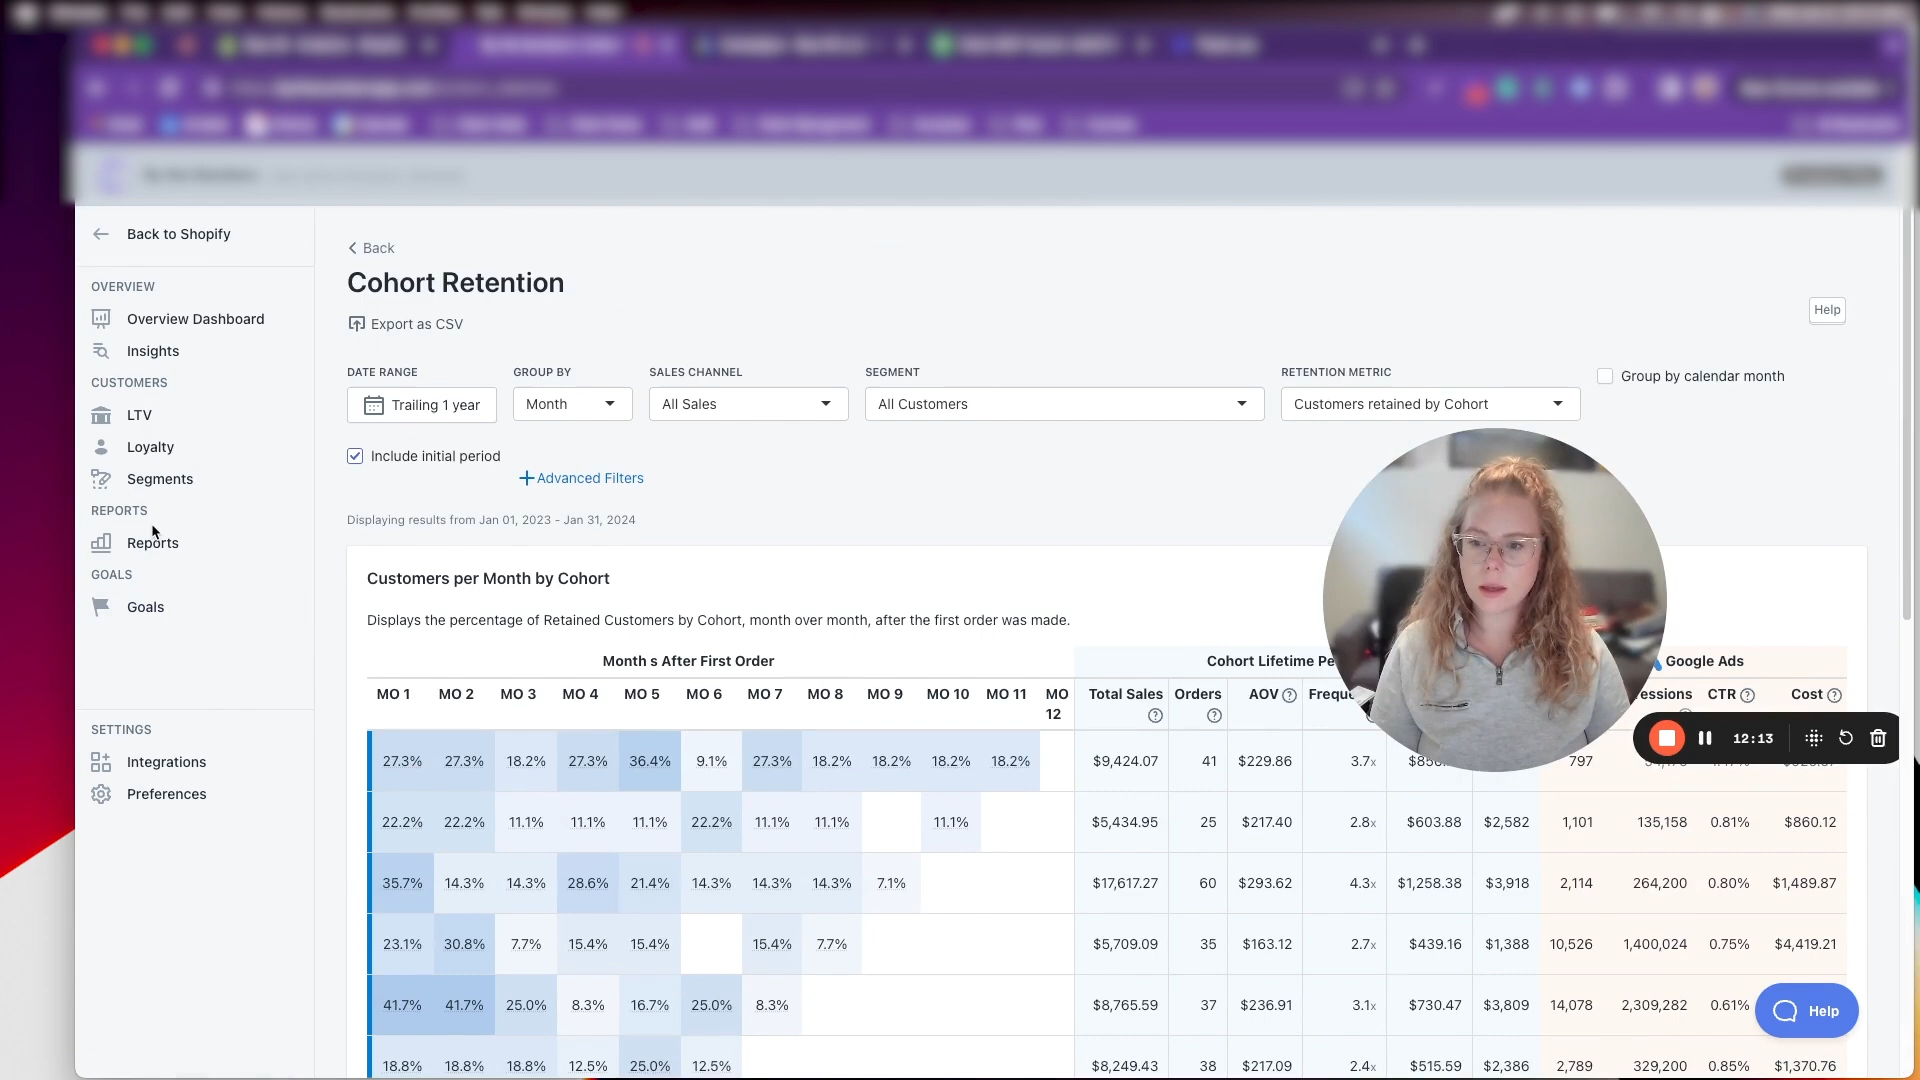 Back to Shopify
OVERVIEW
Overview Dashboard
Insights
CUSTOMERS
LTV
Loyalty
Segments
REPORTS
Reports
GOALS
Goals
SETTINGS
Integrations
Preferences
Back
Cohort Retention
Export as CSV
Help
DATE RANGE GROUP BY SALES CHANNEL SEGMENT RETENTION METRIC
Trailing 1 year Month All Sales All Customers Customers retained by Cohort Group by calendar month
Include initial period
Advanced Filters
Displaying results from Jan 01, 2023 - Jan 31, 2024
Customers per Month by Cohort
Displays the percentage of Retained Customers by Cohort, month over month, after the first order was made.
Month s After First Order Cohort Lifetime Google Ads
MO 1 MO 2 MO 3 MO 4 MO 5 MO 6 MO 7 MO 8 MO 9 MO 10 MO 11 MO 12 Total Sales Orders AOV CTR Cost
27.3% 27.3% 18.2% 27.3% 36.4% 9.1% 27.3% 18.2% 18.2% 18.2% 18.2% $9,424.07 41 $229.86 3.7x 797
12:13
22.2% 22.2% 11.1% 11.1% 11.1% 22.2% 11.1% 11.1% 11.1% $5,434.95 25 $217.40 2.8x $603.88 $2,582 1,101 135,158 0.81% $860.12
35.7% 14.3% 14.3% 28.6% 21.4% 14.3% 14.3% 14.3% 7.1% $17,617.27 60 $293.62 4.3x $1,258.38 $3,918 2,114 264,200 0.80% $1,489.87
23.1% 30.8% 7.7% 15.4% 15.4% 15.4% 7.7% $5,709.09 35 $163.12 2.7x $439.16 $1,388 10,526 1,400,024 0.75% $4,419.21
41.7% 41.7% 25.0% 8.3% 16.7% 25.0% 8.3% $8,765.59 37 $236.91 3.1x $730.47 $3,809 14,078 2,309,282 0.61%
Help
18.8% 18.8% 18.8% 12.5% 25.0% 12.5% $8,249.43 38 $217.09 2.4x $515.59 $2,386 2,789 329,200 0.85% $1,370.76